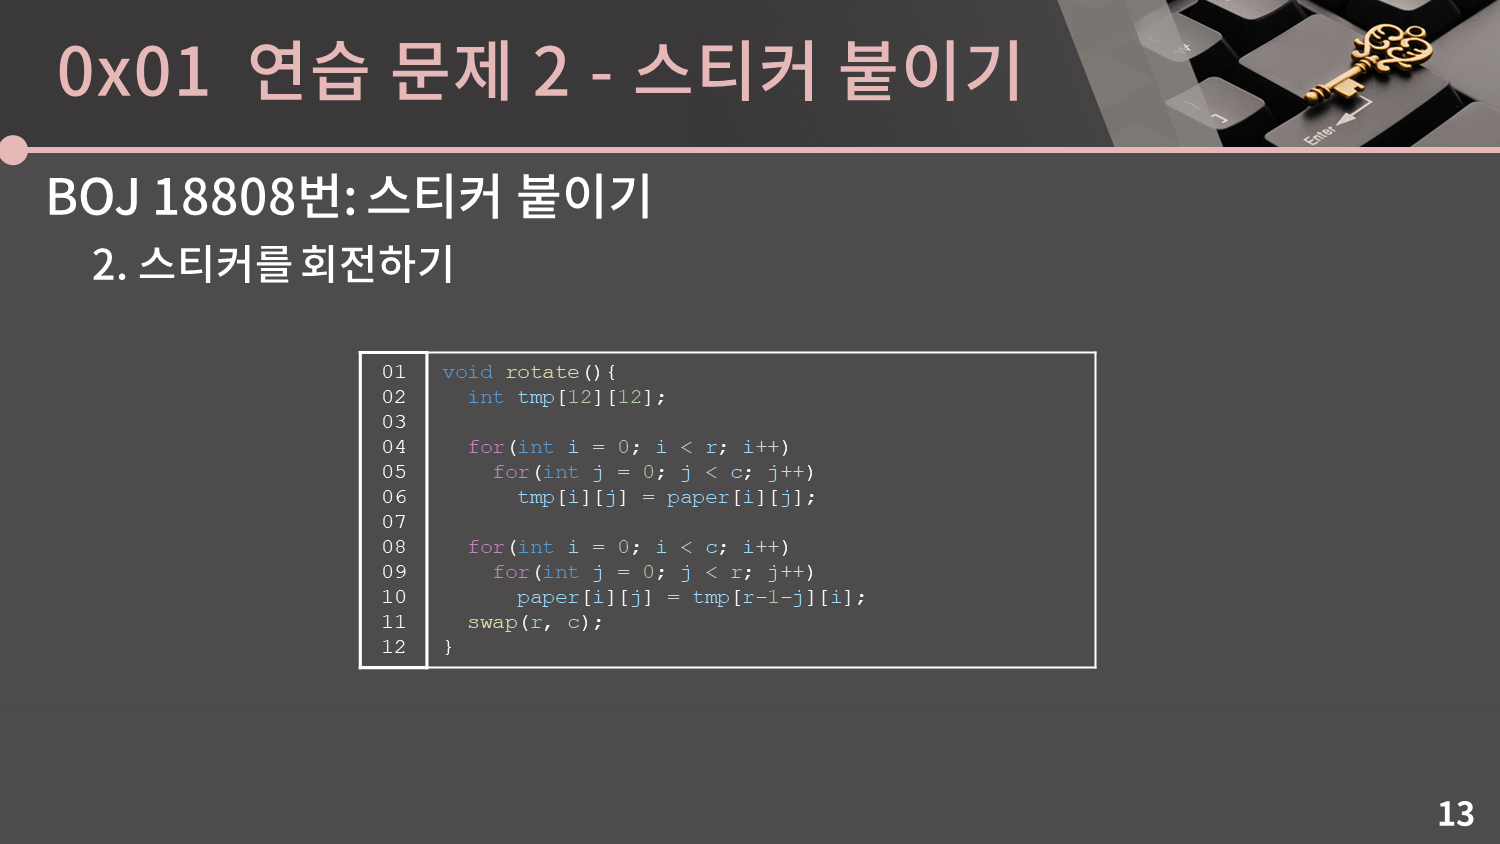 0x01 연습 문제 2 - 스티커 붙이기
BOJ 18808번: 스티커 붙이기
2. 스티커를 회전하기
01 void rotate(){
02   int tmp[12][12];
03
04   for(int i = 0; i < r; i++)
05     for(int j = 0; j < c; j++)
06       tmp[i][j] = paper[i][j];
07
08   for(int i = 0; i < c; i++)
09     for(int j = 0; j < r; j++)
10       paper[i][j] = tmp[r-1-j][i];
11   swap(r, c);
12 }
Enter
13